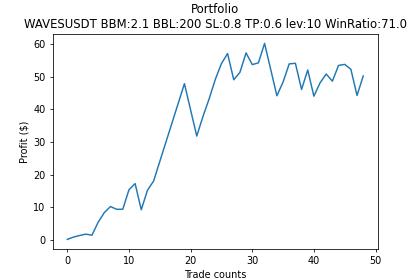 Portfolio
WAVESUSDT BBM:2.1 BBL:200 SL:0.8 TP:0.6 lev:10 WinRatio:71.0
60
50
40
30
20
10
0
Profit ($)
0 10 20 30 40 50
Trade counts